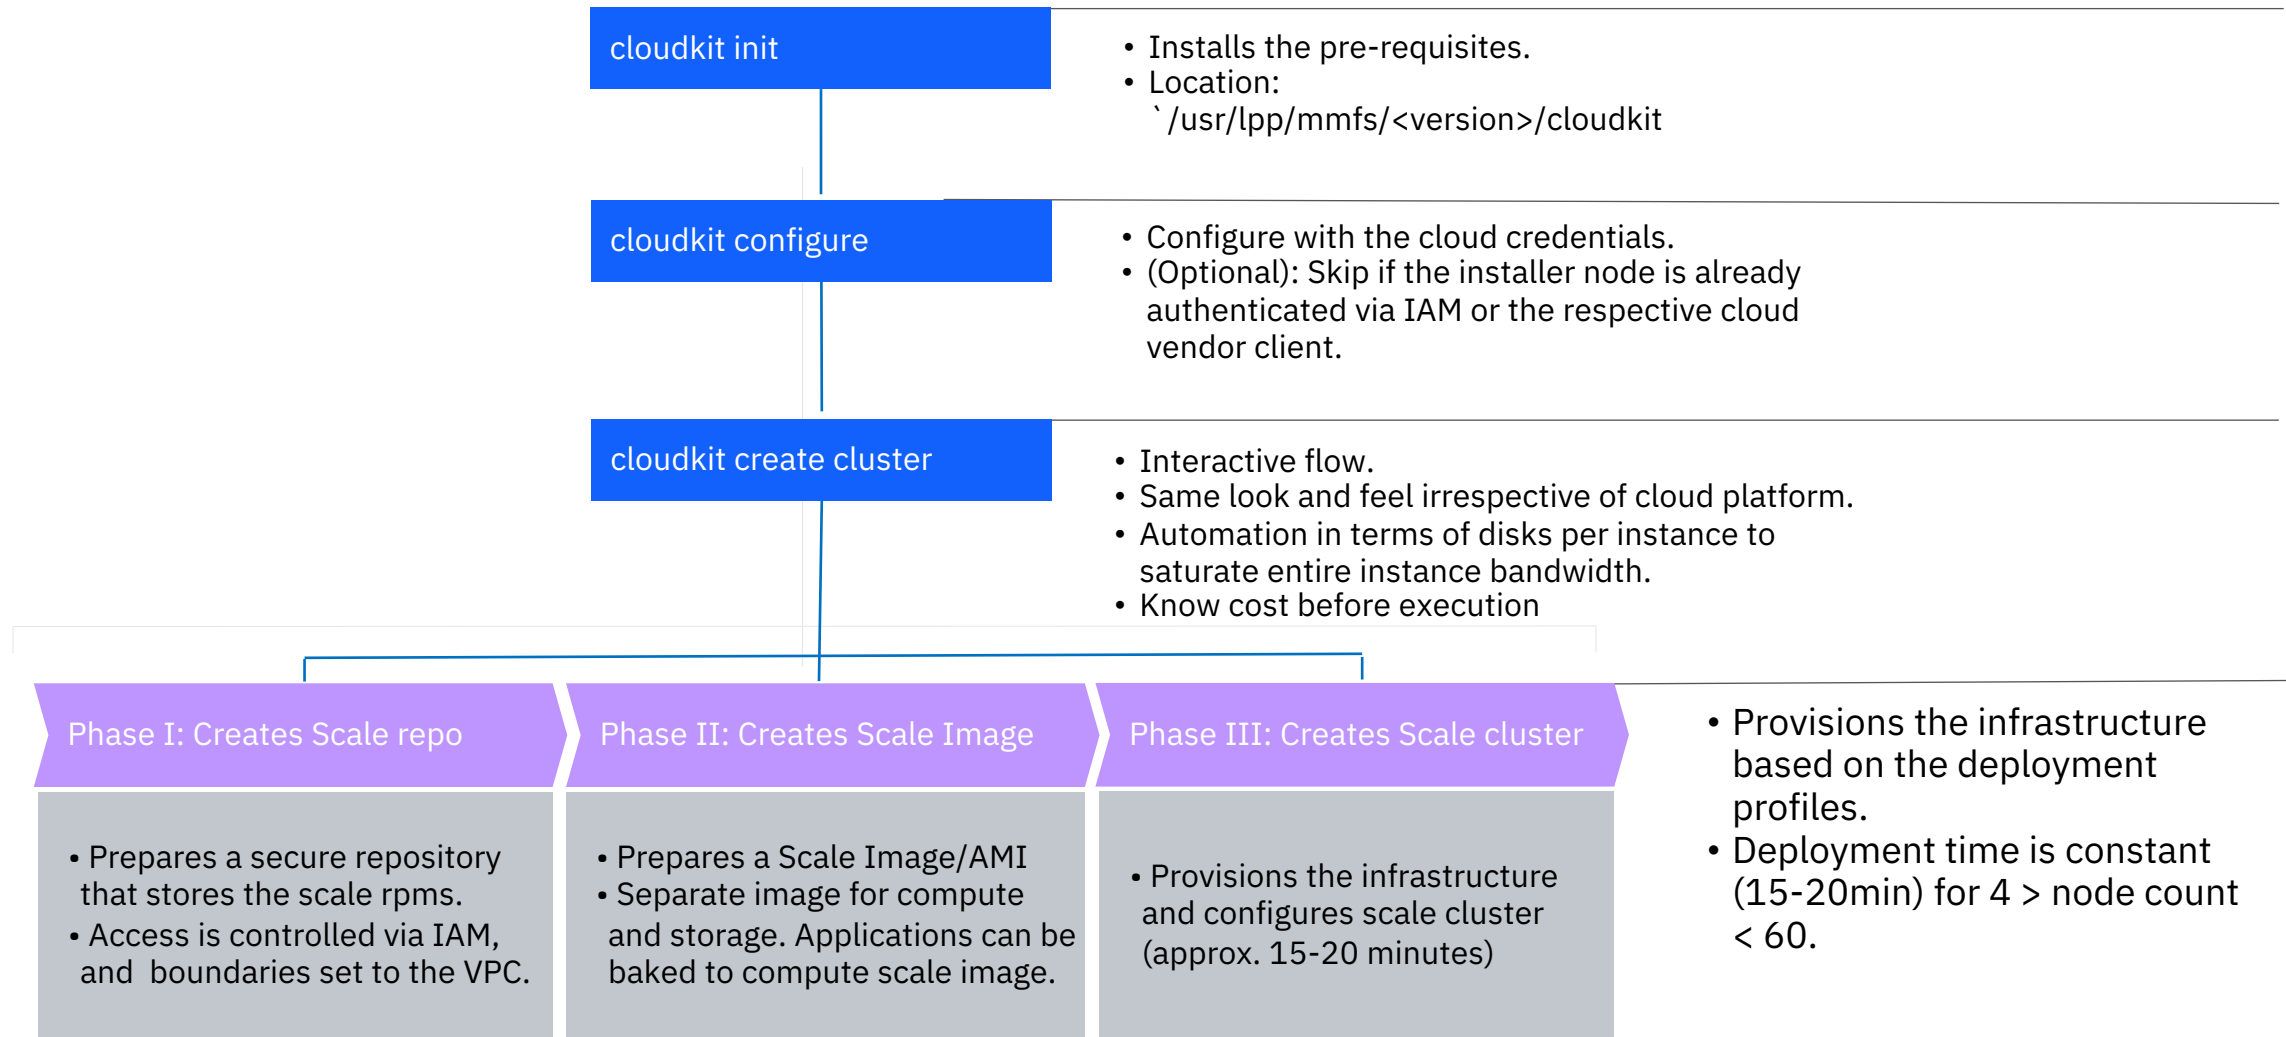 cloudkit init
• Installs the pre-requisites.
• Location:
`/usr/lpp/mmfs/<version>/cloudkit
cloudkit configure
• Configure with the cloud credentials.
• (Optional): Skip if the installer node is already
authenticated via IAM or the respective cloud
vendor client.
cloudkit create cluster
• Interactive flow.
• Same look and feel irrespective of cloud platform.
• Automation in terms of disks per instance to
saturate entire instance bandwidth.
• Know cost before execution
Phase I: Creates Scale repo
• Prepares a secure repository
that stores the scale rpms.
• Access is controlled via IAM,
and  boundaries set to the VPC.
Phase II: Creates Scale Image
• Prepares a Scale Image/AMI
• Separate image for compute
and storage. Applications can be
baked to compute scale image.
Phase III: Creates Scale cluster
• Provisions the infrastructure
and configures scale cluster
(approx. 15-20 minutes)
• Provisions the infrastructure
based on the deployment
profiles.
• Deployment time is constant
(15-20min) for 4 > node count
< 60.